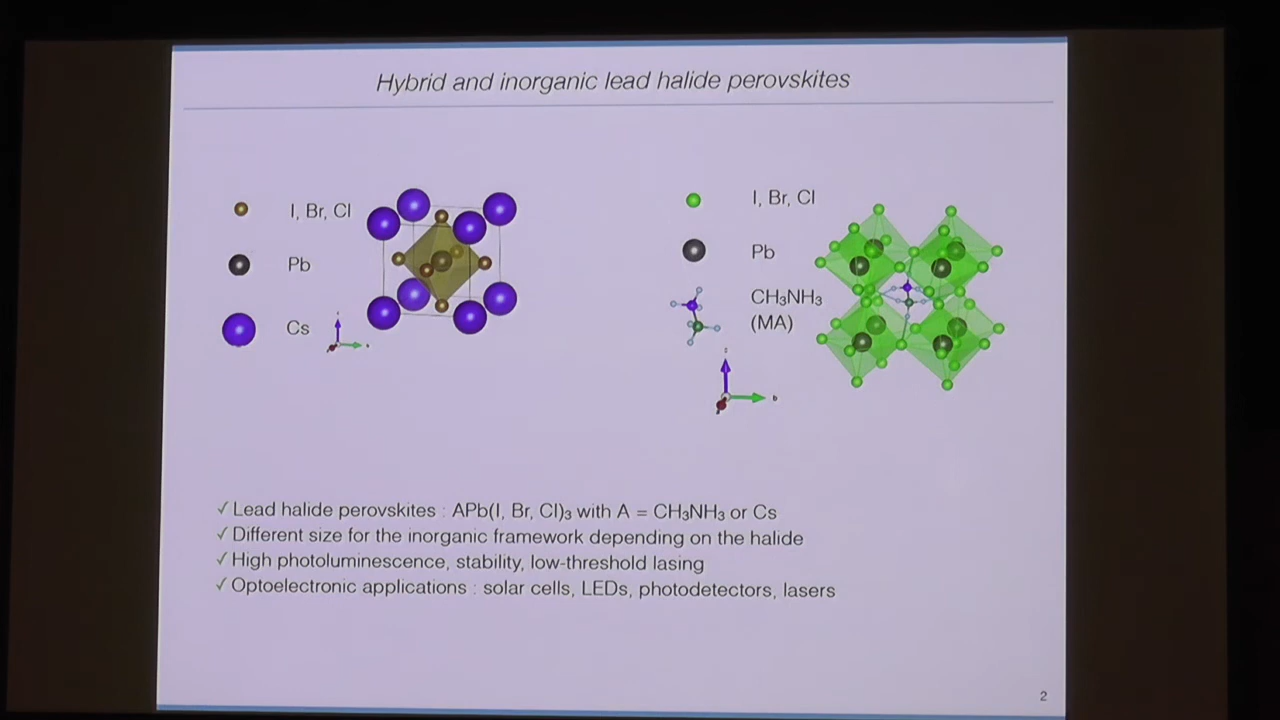 Hybrid and inorganic lead halide perovskites
I, Br, Cl
Pb
Cs
I, Br, Cl
Pb
CH₃NH₃
(MA)
b
✓ Lead halide perovskites : APb(I, Br, Cl)₃ with A = CH₃NH₃ or Cs
✓ Different size for the inorganic framework depending on the halide
✓ High photoluminescence, stability, low-threshold lasing
✓ Optoelectronic applications : solar cells, LEDs, photodetectors, lasers
2